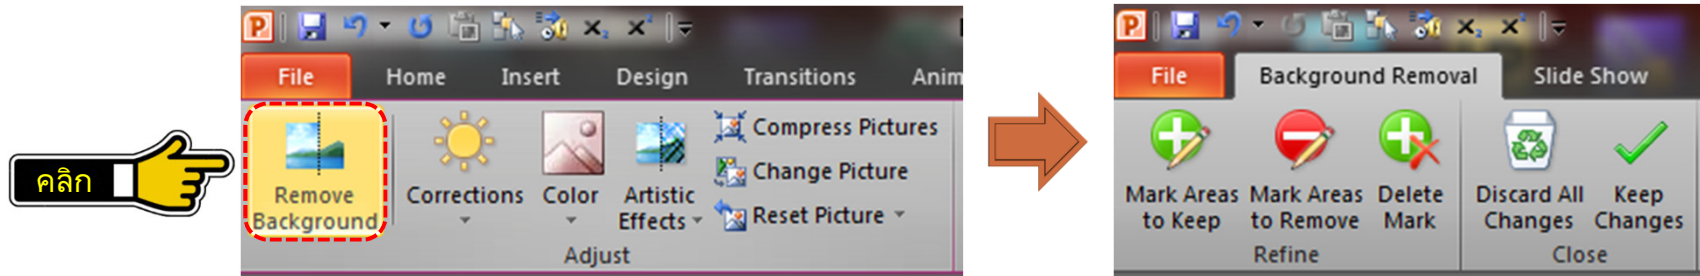 คลิก
File Home Insert Design Transitions Anim
Remove
Background
Corrections
Color
Artistic
Effects
Compress Pictures
Change Picture
Reset Picture
Adjust
File Background Removal Slide Show
Mark Areas
to Keep
Mark Areas
to Remove
Delete
Mark
Discard All
Changes
Keep
Changes
Refine
Close